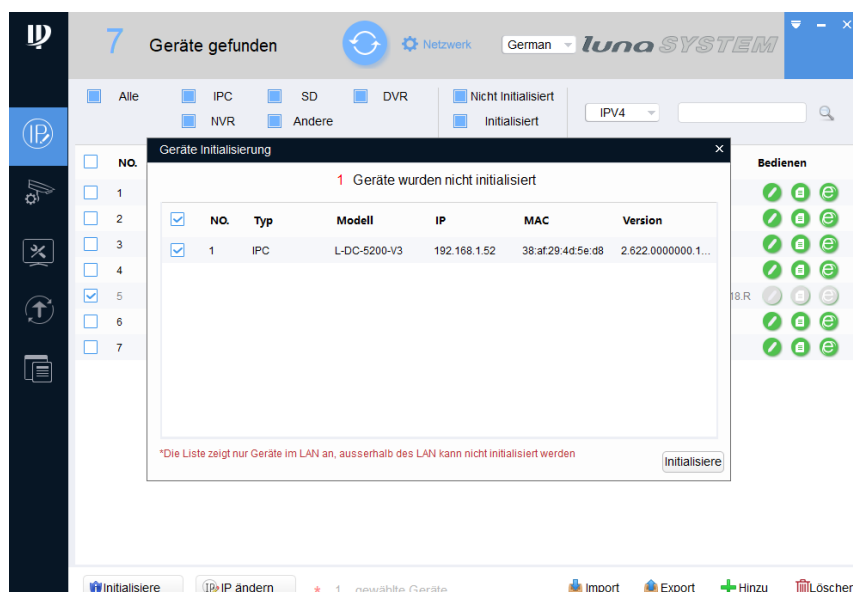 7 Geräte gefunden Netzwerk German luna SYSTEM
Alle IPC SD DVR Nicht Initialisiert
NVR Andere Initialisiert IPV4
NO. Bedienen
Geräte Initialisierung
1 Geräte wurden nicht initialisiert
NO. Typ Modell IP MAC Version
1 IPC L-DC-5200-V3 192.168.1.52 38:af:29:4d:5e:d8 2.622.0000000.1...
1
2
3
4
5 18.R
6
7
*Die Liste zeigt nur Geräte im LAN an, ausserhalb des LAN kann nicht initialisiert werden
Initialisiere
Initialisiere IP ändern * 1 gewählte Geräte Import Export Hinzu Löscher